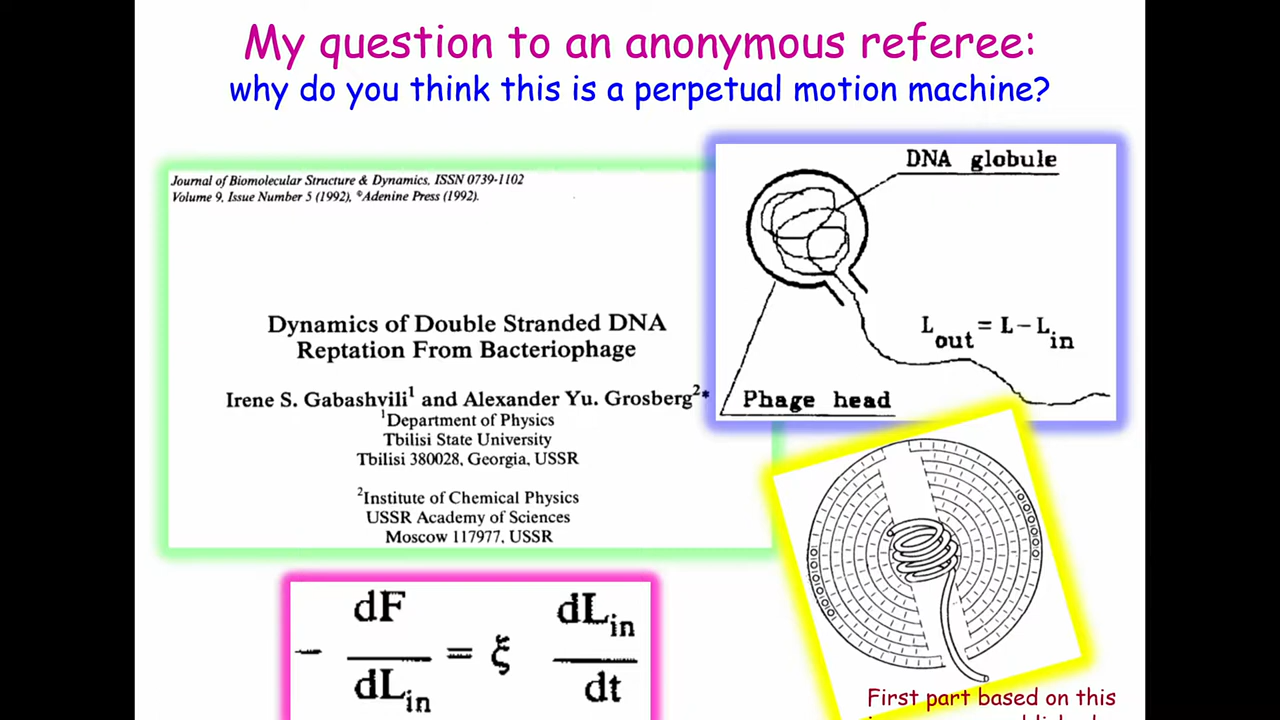 My question to an anonymous referee:
why do you think this is a perpetual motion machine?
Journal of Biomolecular Structure & Dynamics, ISSN 0739-1102
Volume 9, Issue Number 5 (1992), ©Adenine Press (1992).
Dynamics of Double Stranded DNA
Reptation From Bacteriophage
Irene S. Gabashvili¹ and Alexander Yu. Grosberg²*
¹Department of Physics
Tbilisi State University
Tbilisi 380028, Georgia, USSR
²Institute of Chemical Physics
USSR Academy of Sciences
Moscow 117977, USSR
DNA globule
L_out = L - L_in
Phage head
- dF/dL_in = ξ dL_in/dt
First part based on this